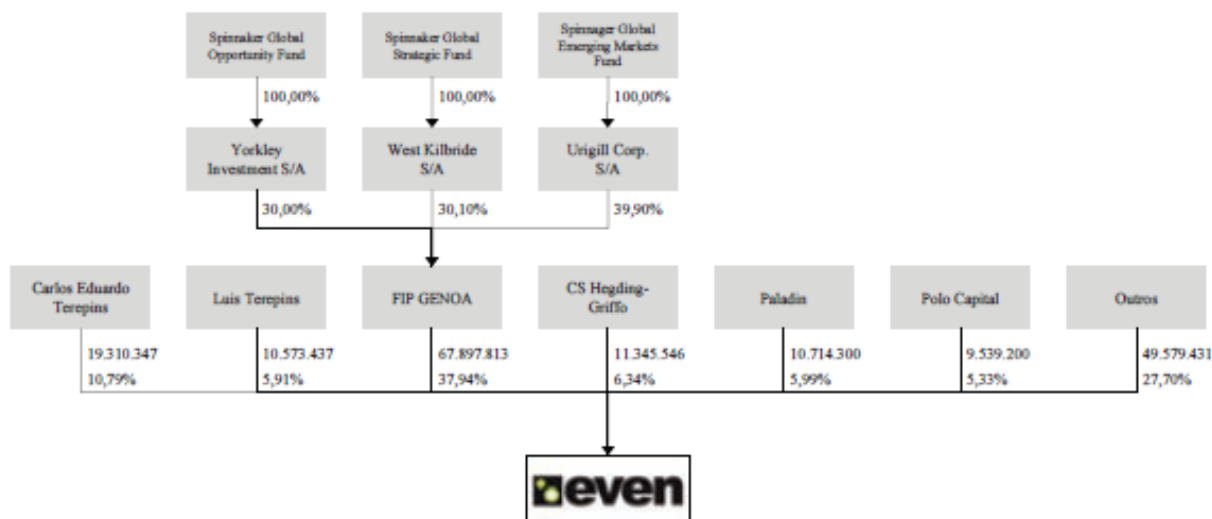 Spinnaker Global
Opportunity Fund
Spinnaker Global
Strategic Fund
Spinnager Global
Emerging Markets
Fund
100,00%
100,00%
100,00%
Yorkley
Investment S/A
West Kilbride
S/A
Urigill Corp.
S/A
30,00%
30,10%
39,90%
Carlos Eduardo
Terepins
Luis Terepins
FIP GENOA
CS Hegding-
Griffo
Paladin
Polo Capital
Outros
19.310.347
10.573.437
67.897.813
11.345.546
10.714.300
9.539.200
49.579.431
10,79%
5,91%
37,94%
6,34%
5,99%
5,33%
27,70%
even